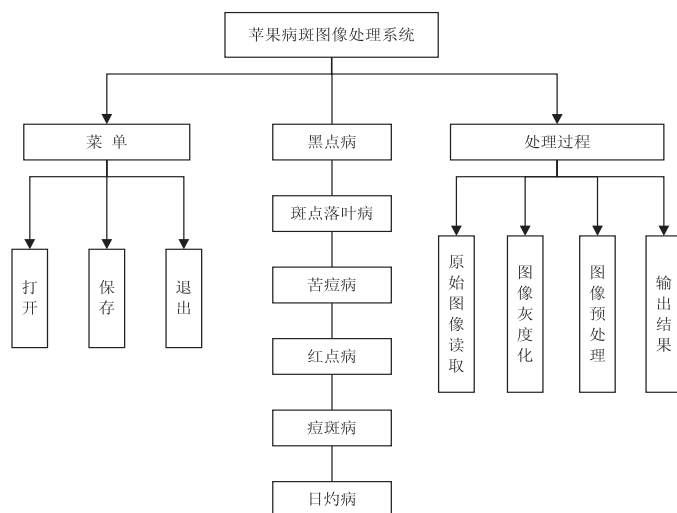 苹果病斑图像处理系统
菜 单
黑点病
处理过程
斑点落叶病
打开
保存
退出
原始图像读取
图像灰度化
图像预处理
输出结果
苦痘病
红点病
痘斑病
日灼病